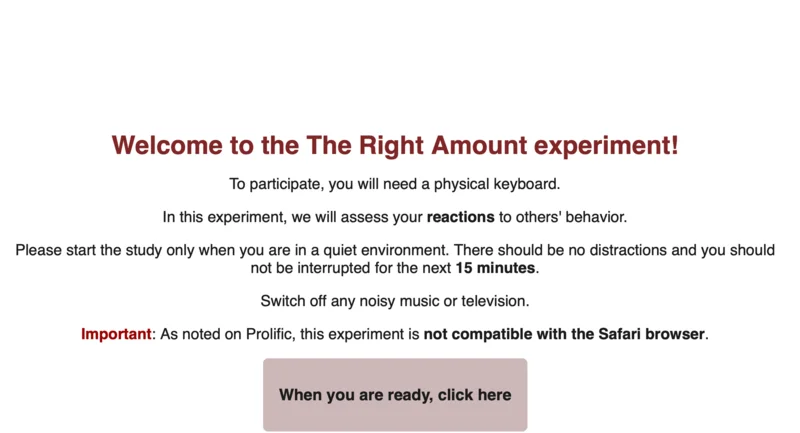 Welcome to the The Right Amount experiment!
To participate, you will need a physical keyboard.
In this experiment, we will assess your reactions to others' behavior.
Please start the study only when you are in a quiet environment. There should be no distractions and you should
not be interrupted for the next 15 minutes.
Switch off any noisy music or television.
Important: As noted on Prolific, this experiment is not compatible with the Safari browser.
When you are ready, click here